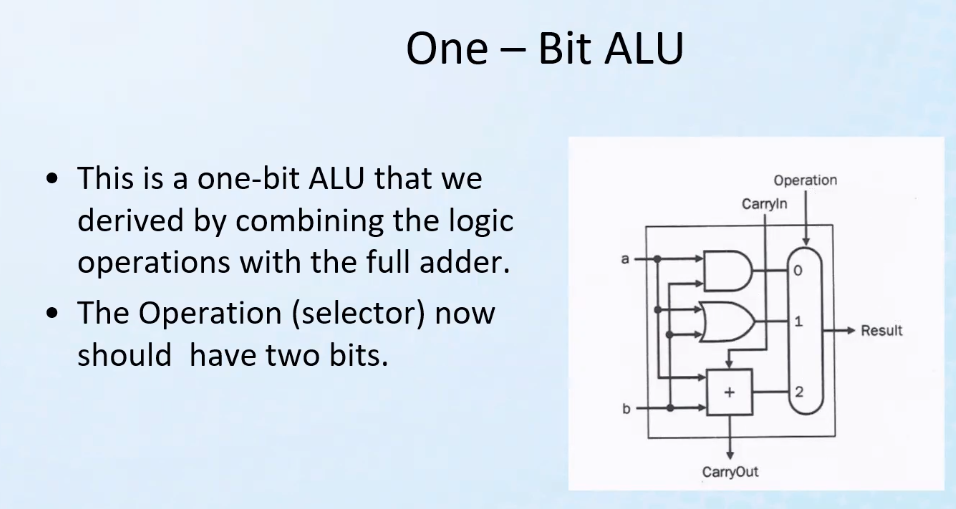 One – Bit ALU
• This is a one-bit ALU that we
derived by combining the logic
operations with the full adder.
• The Operation (selector) now
should have two bits.
Operation
CarryIn
a
0
1
Result
2
+
b
CarryOut